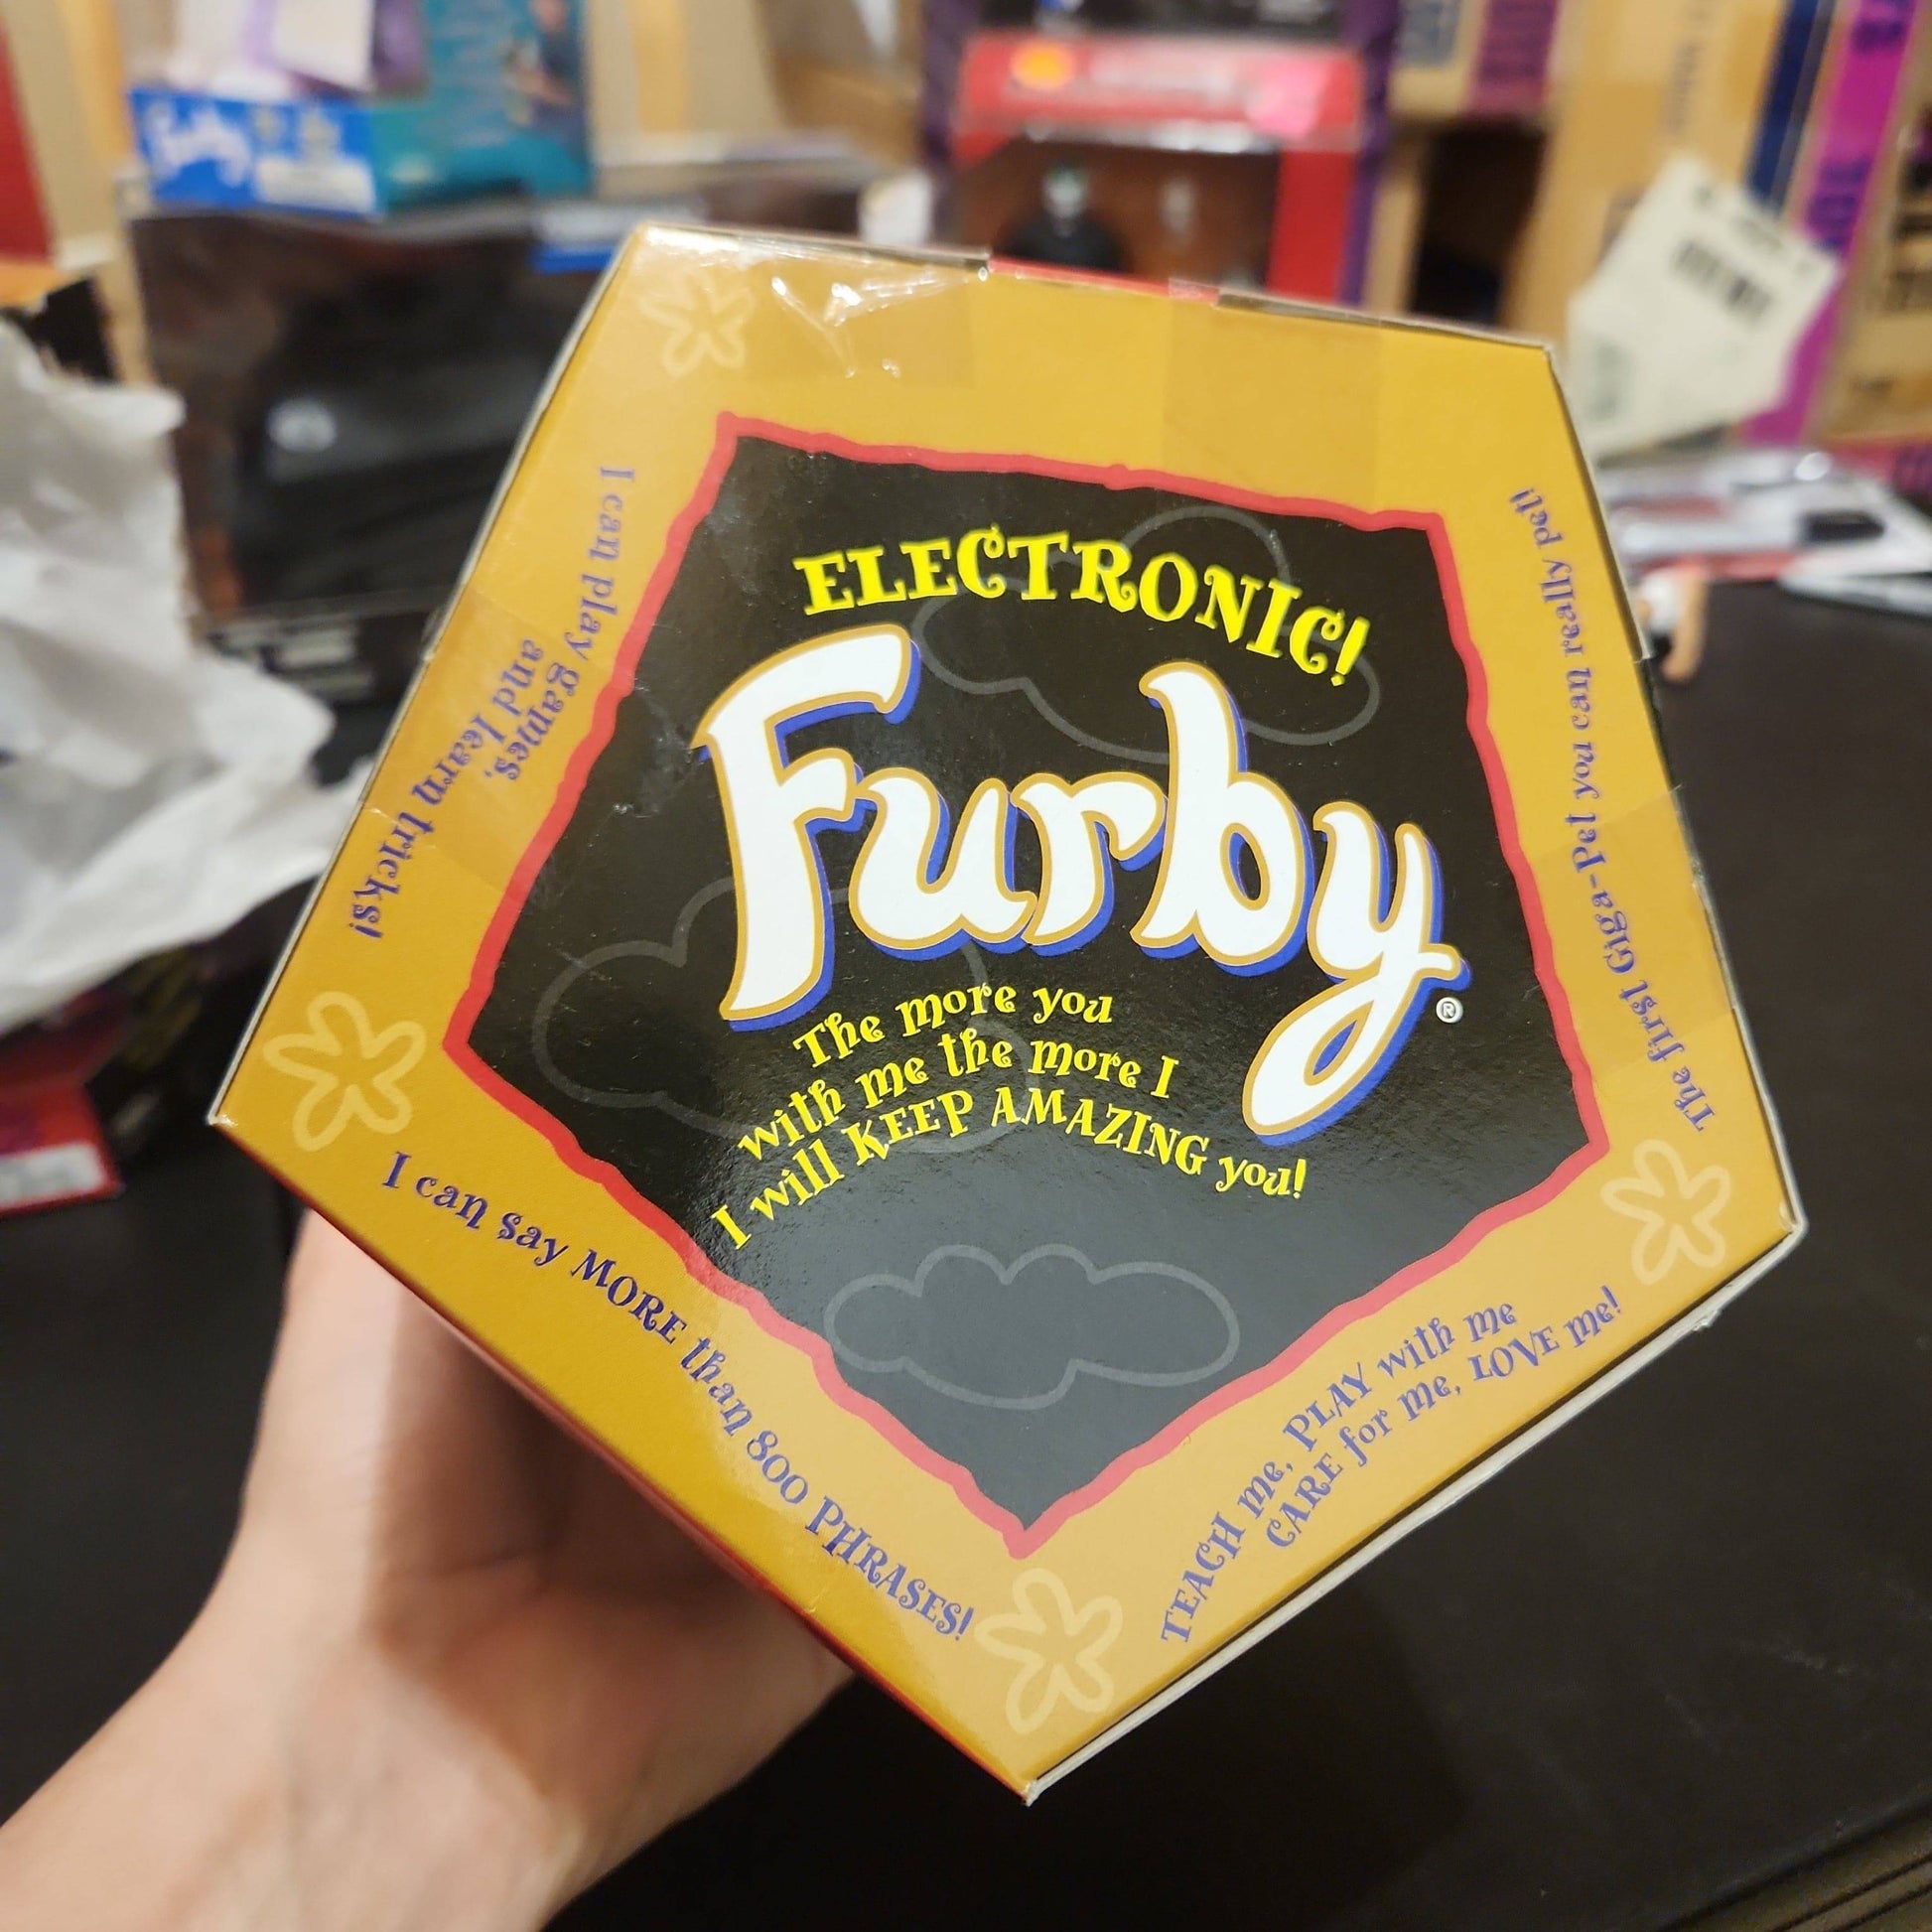 ELECTRONIC!
Furby®
The more you
with me the more I
I will KEEP AMAZING you!
I can play games,
and learn tricks!
I can say MORE than 800 PHRASES!
TEACH me, PLAY with me
CARE for me, LOVE me!
The first Giga-Pet you can really pet!
Furby